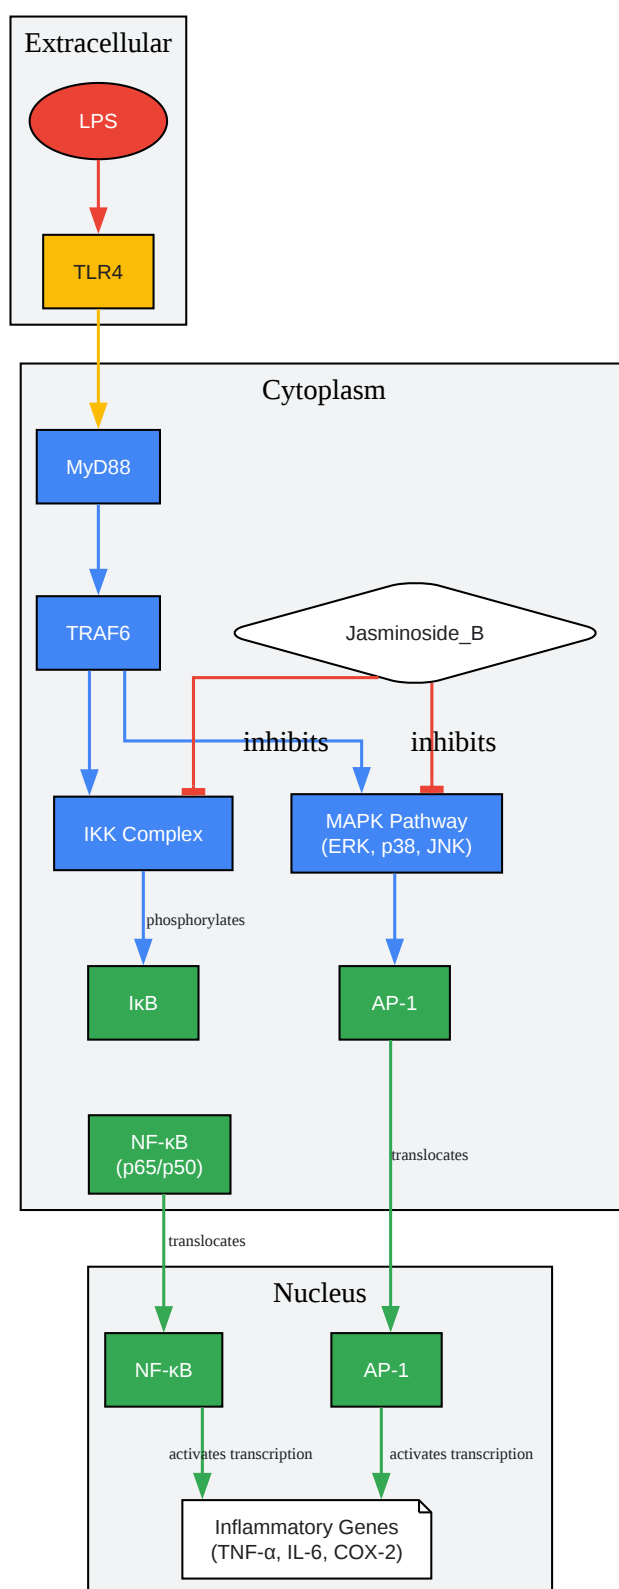 Extracellular
LPS
TLR4
Cytoplasm
MyD88
TRAF6
Jasminoside_B
inhibits
inhibits
IKK Complex
MAPK Pathway
(ERK, p38, JNK)
phosphorylates
IκB
AP-1
NF-κB
(p65/p50)
translocates
translocates
Nucleus
NF-κB
AP-1
activates transcription
activates transcription
Inflammatory Genes
(TNF-α, IL-6, COX-2)